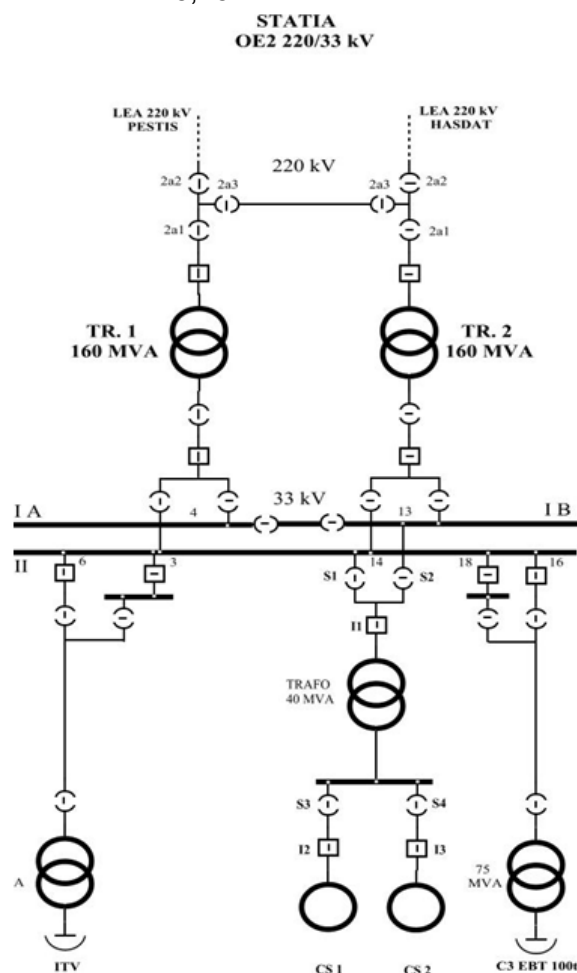 STATIA
OE2 220/33 kV
LEA 220 kV
PESTIS
LEA 220 kV
HASDAT
220 kV
2a2
2a3
2a3
2a2
2a1
2a1
TR. 1
160 MVA
TR. 2
160 MVA
33 kV
I A
4
13
I B
II
6
3
S1
14
S2
18
16
I1
TRAFO
40 MVA
S3
S4
I2
I3
A
75
MVA
ITV
CS 1
CS 2
C3 EBT 100